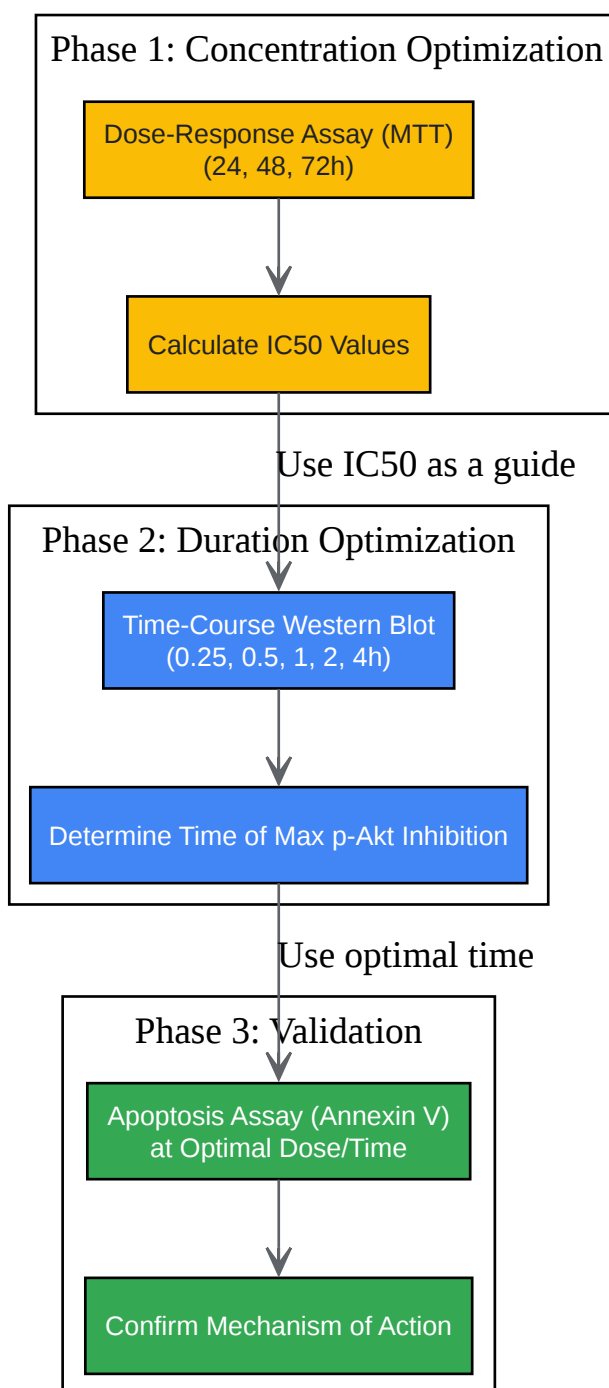 Phase 1: Concentration Optimization
Dose-Response Assay (MTT)
(24, 48, 72h)
Calculate IC50 Values
Use IC50 as a guide
Phase 2: Duration Optimization
Time-Course Western Blot
(0.25, 0.5, 1, 2, 4h)
Determine Time of Max p-Akt Inhibition
Use optimal time
Phase 3: Validation
Apoptosis Assay (Annexin V)
at Optimal Dose/Time
Confirm Mechanism of Action